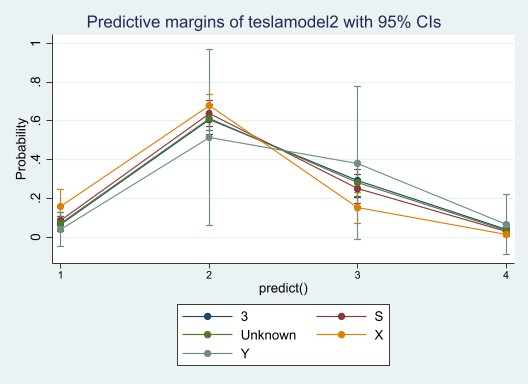 Predictive margins of teslamodel2 with 95% CIs
Probability
1
.8
.6
.4
.2
0
1 2 3 4
predict()
3 S
Unknown X
Y